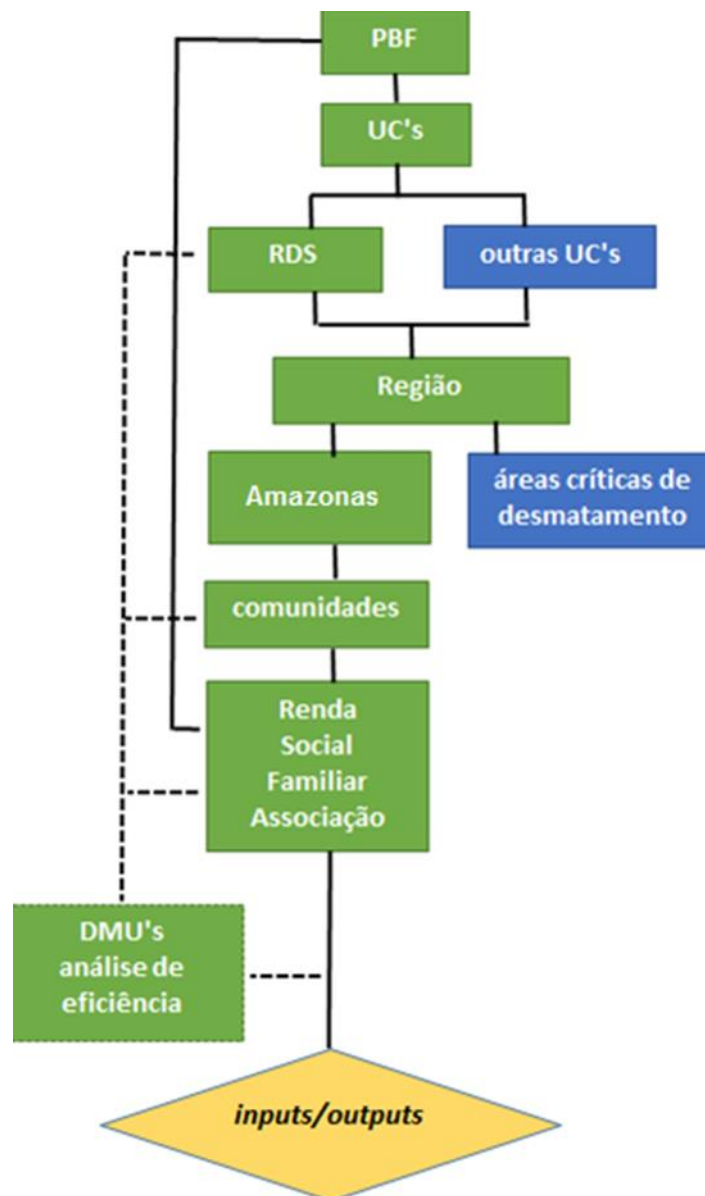 PBF
UC's
RDS
outras UC's
Região
Amazonas
áreas críticas de
desmatamento
comunidades
Renda
Social
Familiar
Associação
DMU's
análise de
eficiência
inputs/outputs